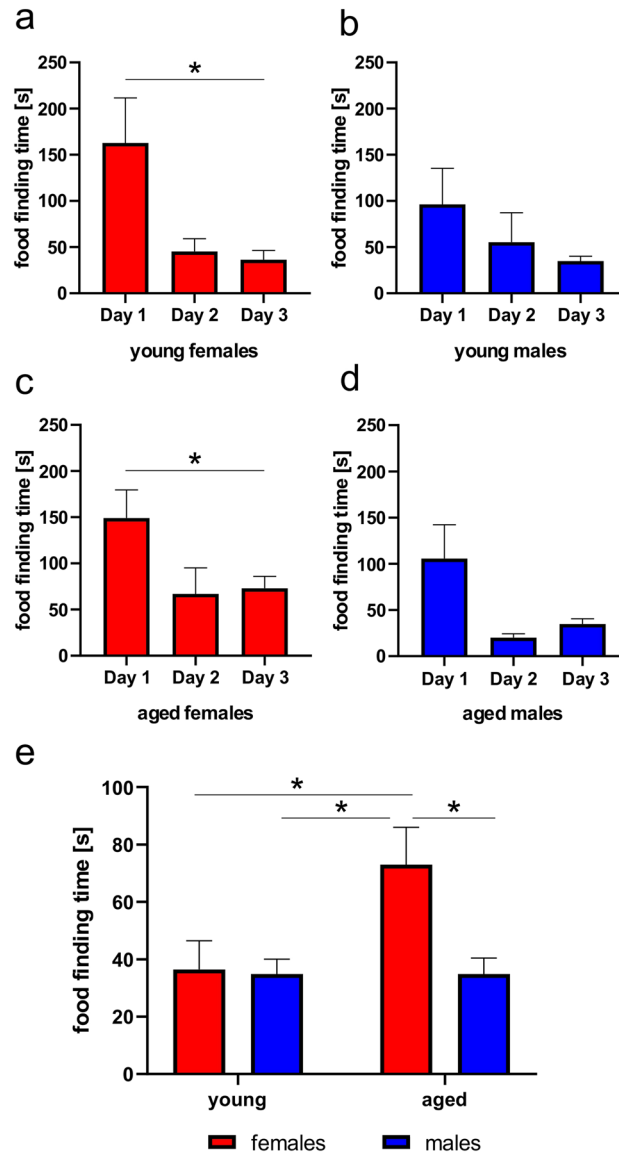 a
b
food finding time [s]
250
200
150
100
50
0
*
Day 1 Day 2 Day 3
young females
food finding time [s]
250
200
150
100
50
0
Day 1 Day 2 Day 3
young males
c
d
food finding time [s]
250
200
150
100
50
0
*
Day 1 Day 2 Day 3
aged females
food finding time [s]
250
200
150
100
50
0
Day 1 Day 2 Day 3
aged males
e
food finding time [s]
100
80
60
40
20
0
*
* *
young aged
females males